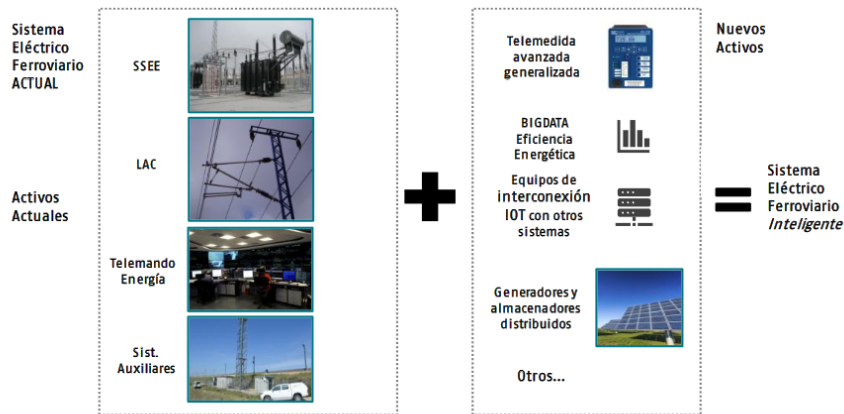 Sistema
Eléctrico
Ferroviario
ACTUAL
Activos
Actuales
SSEE
LAC
Telemando
Energía
Sist.
Auxiliares
Telemedida
avanzada
generalizada
BIGDATA
Eficiencia
Energética
Equipos de
interconexión
IOT con otros
sistemas
Generadores y
almacenadores
distribuidos
Otros...
Nuevos
Activos
Sistema
Eléctrico
Ferroviario
Inteligente